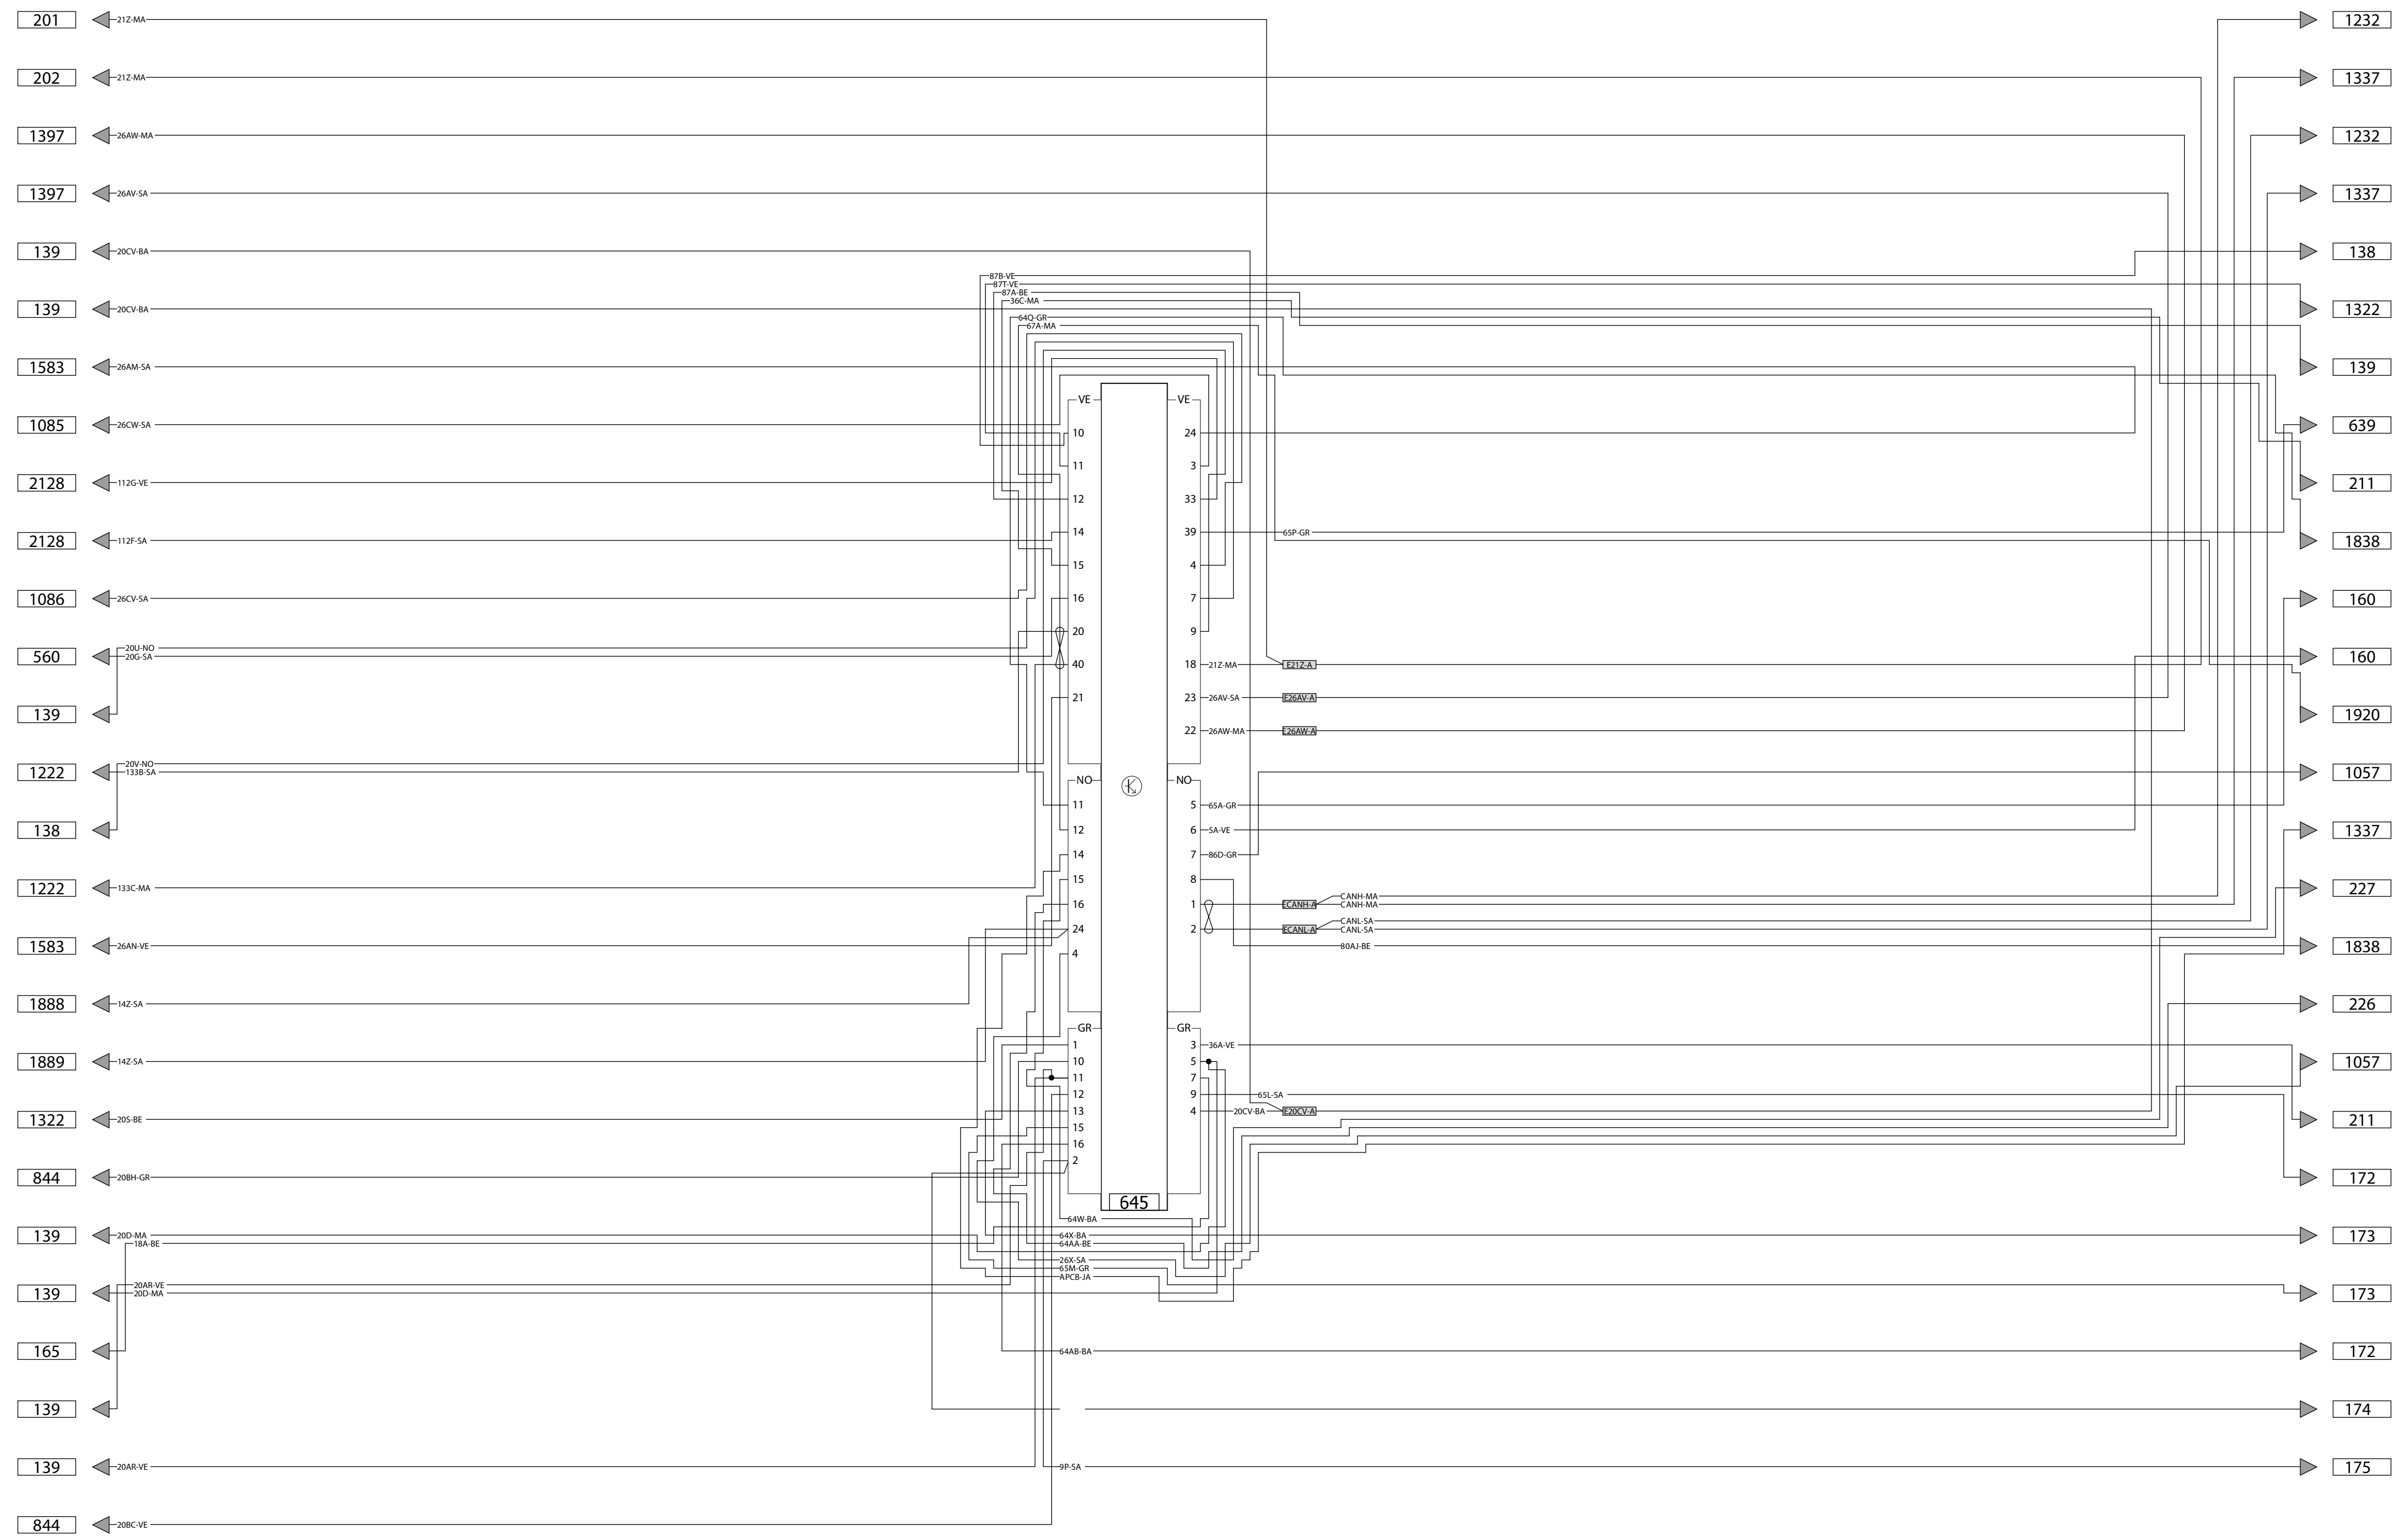 201 21Z-MA 1232
202 21Z-MA 1337
1397 26AW-MA 1232
1397 26AV-SA 1337
139 20CV-BA 138
87B-VE
87T-VE
87A-BE
36C-MA
139 20CV-BA 1322
64Q-GR
67A-MA
1583 26AM-SA 139
VE VE
1085 26CW-SA 639
10 24
11 3
2128 112G-VE 211
12 33
14 39 65P-GR
2128 112F-SA 1838
15 4
1086 26CV-SA 16 7 160
20 9
20U-NO
560 20G-SA 160
40 18 21Z-MA E21Z-A
21 23 26AV-SA E26AV-A
139 1920
22 26AW-MA E26AW-A
20V-NO
1222 133B-SA 1057
NO NO
11 5 65A-GR
138 12 6 5A-VE 1337
14 7 86D-GR
15 8
1222 133C-MA 227
CANH-MA
16 1 ECANH-A CANH-MA
CANL-SA
24 2 ECANL-A CANL-SA
1583 26AN-VE 80AJ-BE 1838
4
1888 14Z-SA 226
GR GR
1 3 36A-VE
1889 14Z-SA 10 5 1057
11 7
12 9 65L-SA
13 4 20CV-BA E20CV-A
1322 20S-BE 211
15
16
2
844 20BH-GR 172
645
64W-BA
139 20D-MA 64X-BA 173
18A-BE 64AA-BE
26X-SA
65M-GR
APCB-JA
20AR-VE
139 20D-MA 173
165 64AB-BA 172
139 174
139 20AR-VE 9P-SA 175
844 20BC-VE